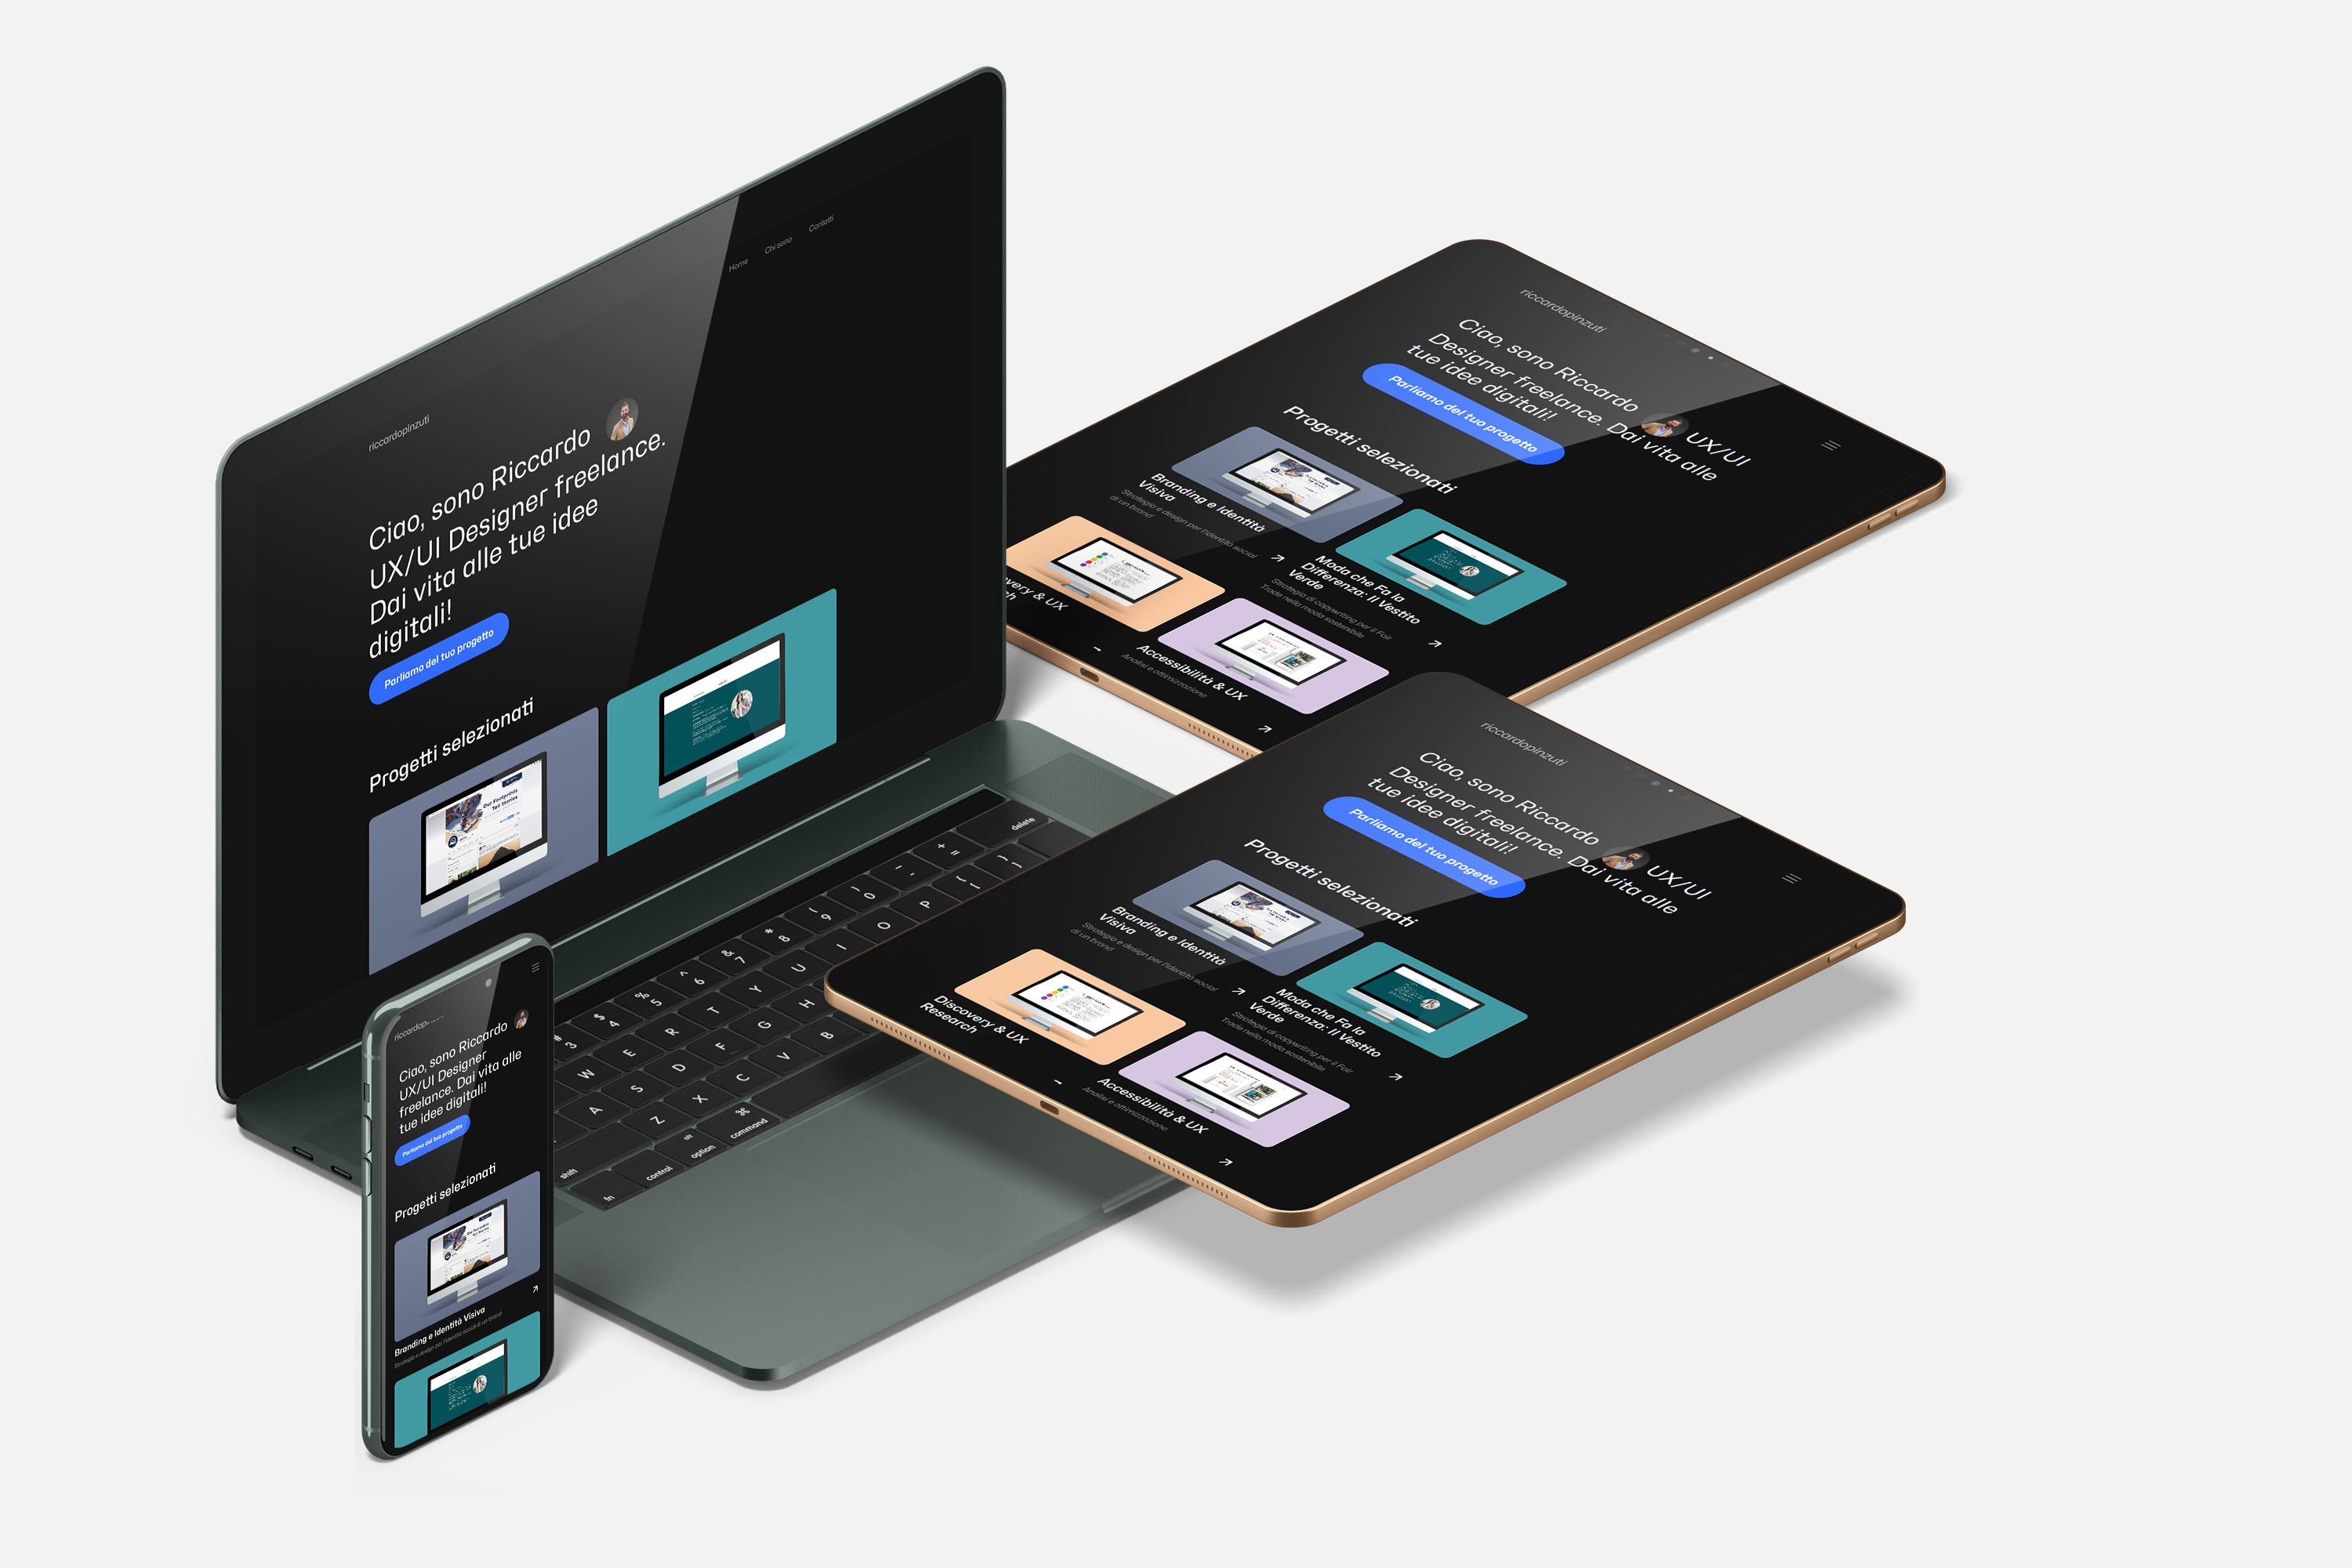 Home
Chi sono
Contatti
riccardopinzuti
Ciao, sono Riccardo
UX/UI Designer freelance.
Dai vita alle tue idee
digitali!
Parliamo del tuo progetto
Progetti selezionati
Our Footprints
Tell Stories
delete
shift
fn
control
option
command
riccardop
Ciao, sono Riccardo
UX/UI Designer
freelance. Dai vita alle
tue idee digitali!
Parliamo del tuo progetto
Progetti selezionati
Branding e Identità Visiva
Strategia e design per l'identità social di un brand
riccardopinzuti
Ciao, sono Riccardo UX/UI
Designer freelance. Dai vita alle
tue idee digitali!
Parliamo del tuo progetto
Progetti selezionati
Branding e Identità
Visiva
Strategia e design per l'identità social
di un brand
Moda che Fa la
Differenza: Il Vestito
Verde
Strategia di copywriting per il Fair
Trade nella moda sostenibile
very & UX
ch
Accessibilità & UX
Analisi e ottimizzazione
riccardopinzuti
Ciao, sono Riccardo UX/UI
Designer freelance. Dai vita alle
tue idee digitali!
Parliamo del tuo progetto
Progetti selezionati
Branding e Identità
Visiva
Strategia e design per l'identità social
di un brand
Moda che Fa la
Differenza: Il Vestito
Verde
Strategia di copywriting per il Fair
Trade nella moda sostenibile
Discovery & UX
Research
Accessibilità & UX
Analisi e ottimizzazione